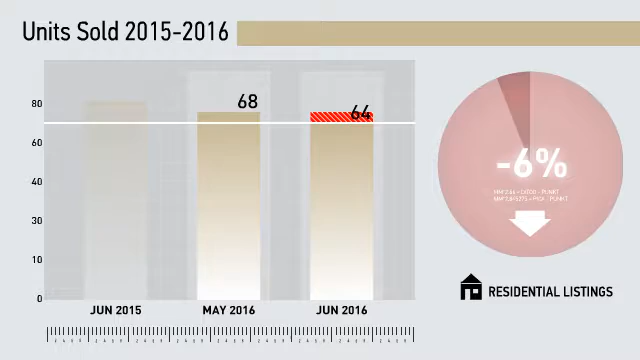 Units Sold 2015-2016
68
64
80
60
40
30
10
0
JUN 2015
MAY 2016
JUN 2016
-6%
RESIDENTIAL LISTINGS